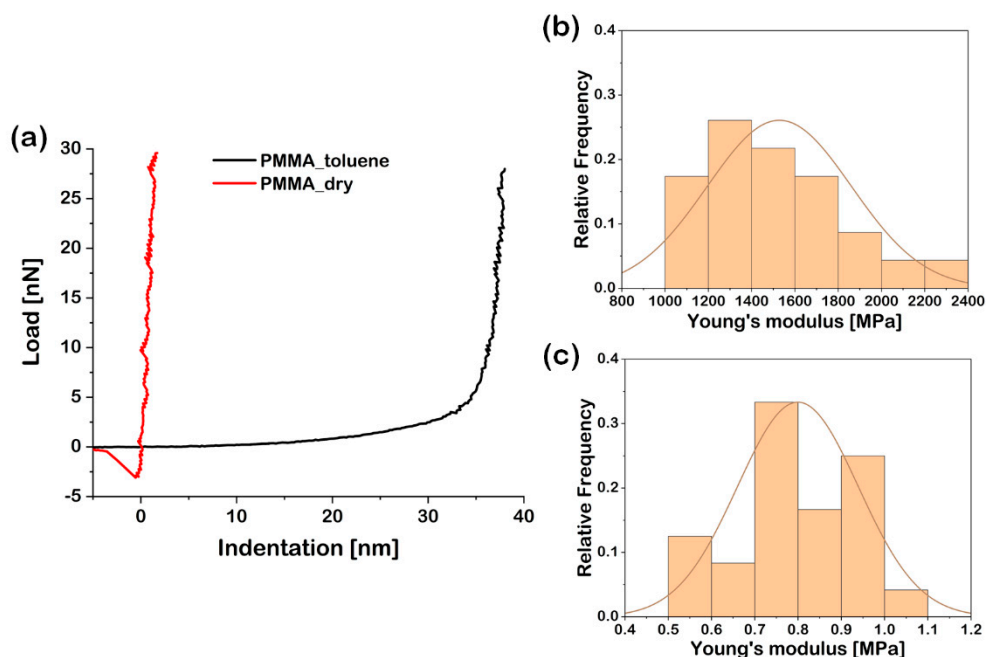 (a)
PMMA_toluene
PMMA_dry
Load [nN]
30
25
20
15
10
5
0
-5
0
10
20
30
40
Indentation [nm]
(b)
Relative Frequency
0.4
0.3
0.2
0.1
0.0
800 1000 1200 1400 1600 1800 2000 2200 2400
Young's modulus [MPa]
(c)
Relative Frequency
0.4
0.3
0.2
0.1
0.0
0.4 0.5 0.6 0.7 0.8 0.9 1.0 1.1 1.2
Young's modulus [MPa]